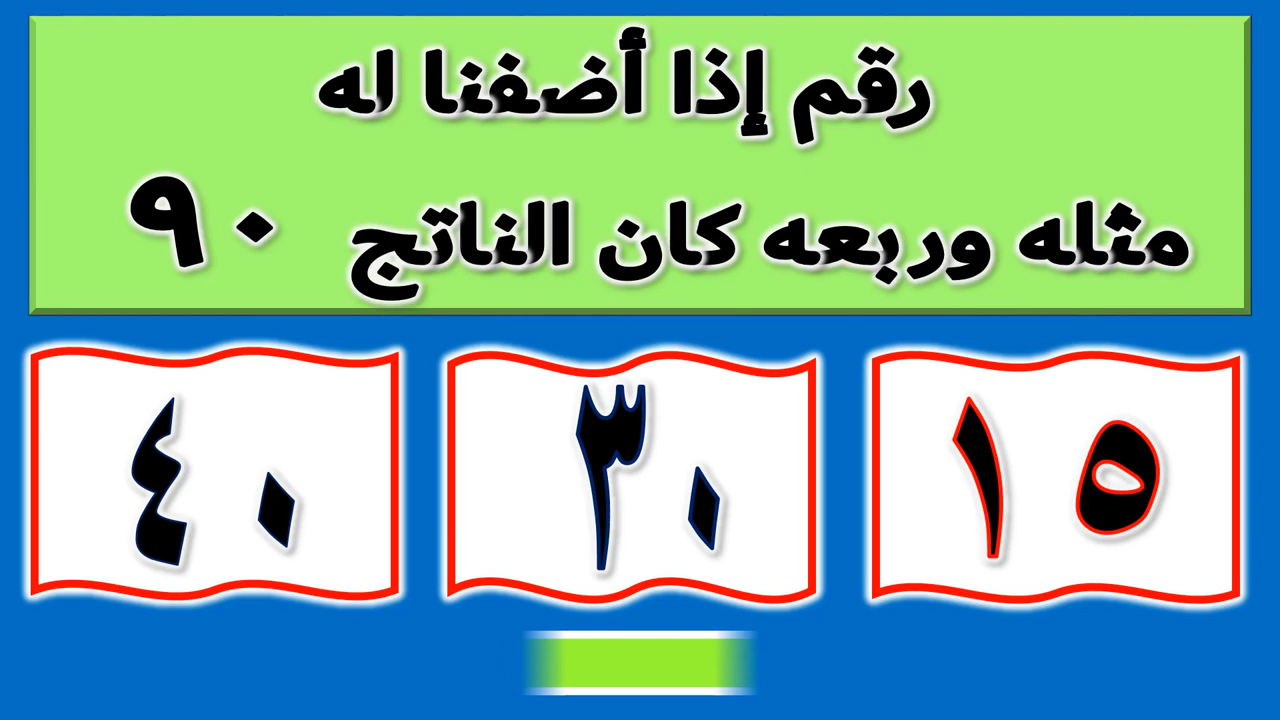 رقم إذا أضفنا له
مثله وربعه كان الناتج ٩٠
١٥
٣٠
٤٠